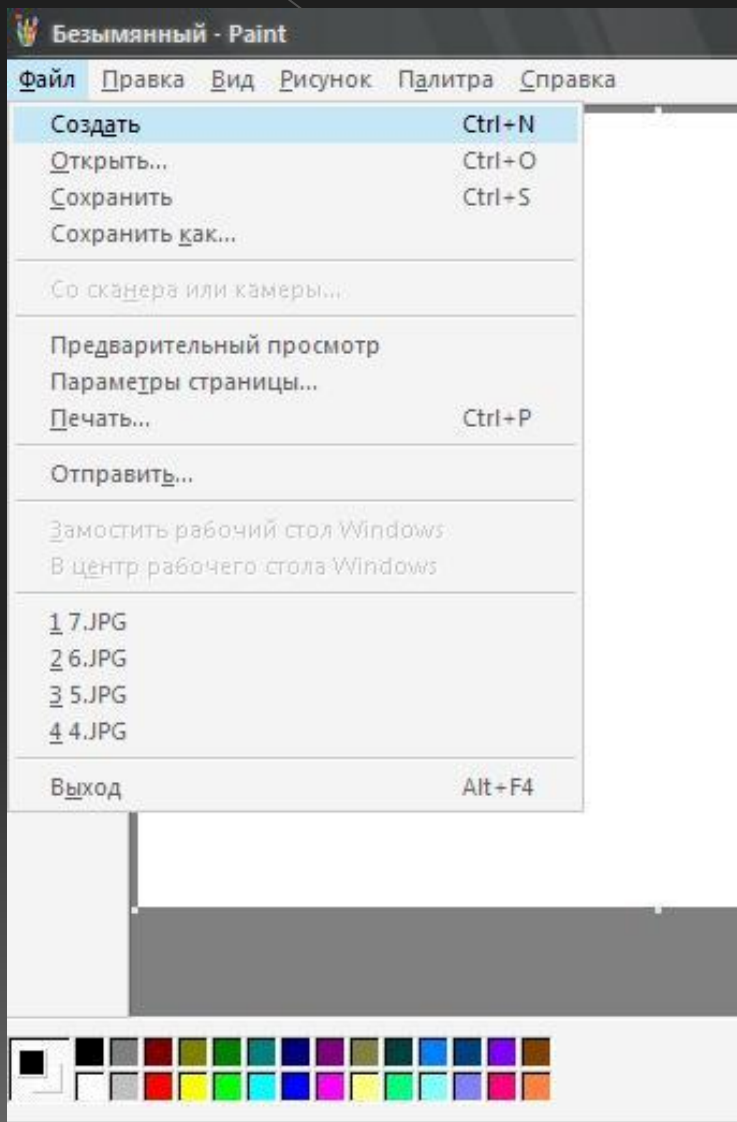 Безымянный - Paint
Файл Правка Вид Рисунок Палитра Справка
Создать Ctrl+N
Открыть... Ctrl+O
Сохранить Ctrl+S
Сохранить как...
Со сканера или камеры...
Предварительный просмотр
Параметры страницы...
Печать... Ctrl+P
Отправить...
Замостить рабочий стол Windows
В центр рабочего стола Windows
1 7.JPG
2 6.JPG
3 5.JPG
4 4.JPG
Выход Alt+F4